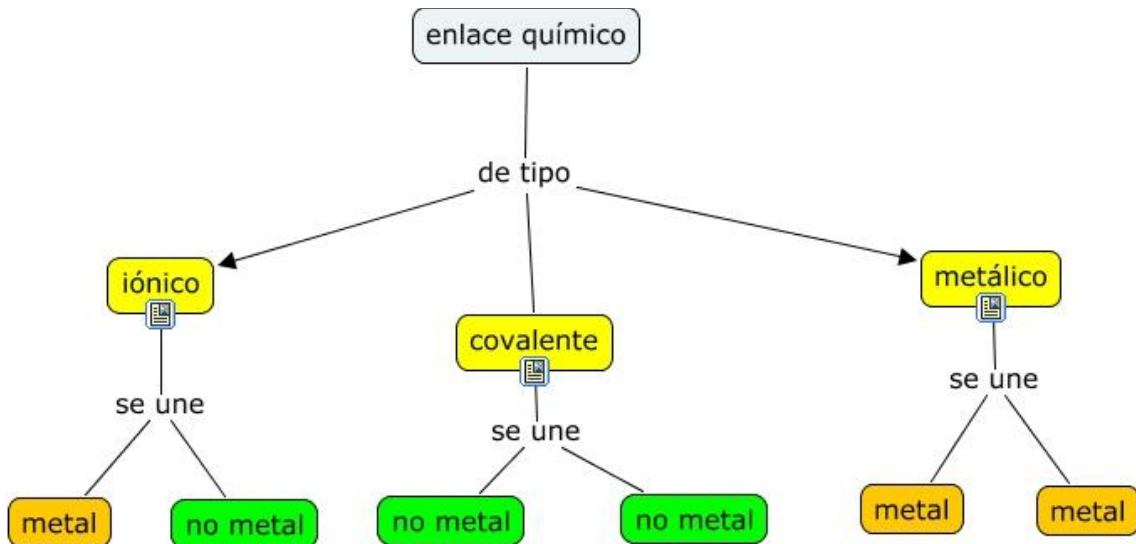 enlace químico
de tipo
iónico
covalente
metálico
se une
se une
se une
metal
no metal
no metal
no metal
metal
metal